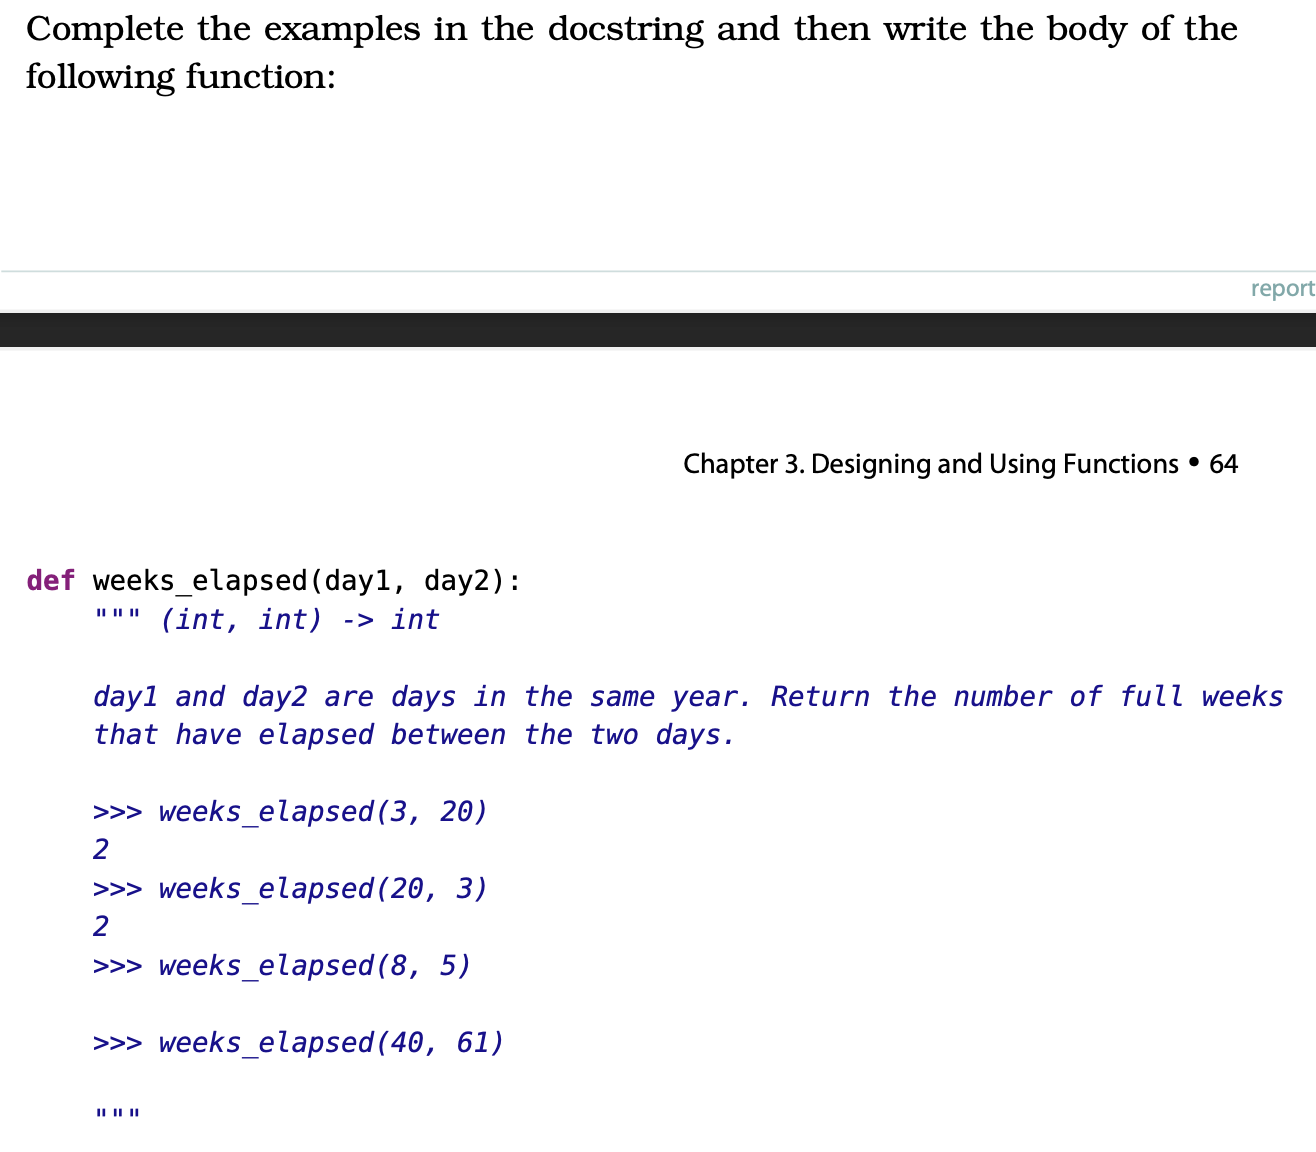 Complete the examples in the docstring and then write the body of the
following function:
report
Chapter 3. Designing and Using Functions • 64
def weeks_elapsed(day1, day2):
""" (int, int) -> int
day1 and day2 are days in the same year. Return the number of full weeks
that have elapsed between the two days.
>>> weeks_elapsed(3, 20)
2
>>> weeks_elapsed(20, 3)
2
>>> weeks_elapsed(8, 5)
>>> weeks_elapsed(40, 61)
"""